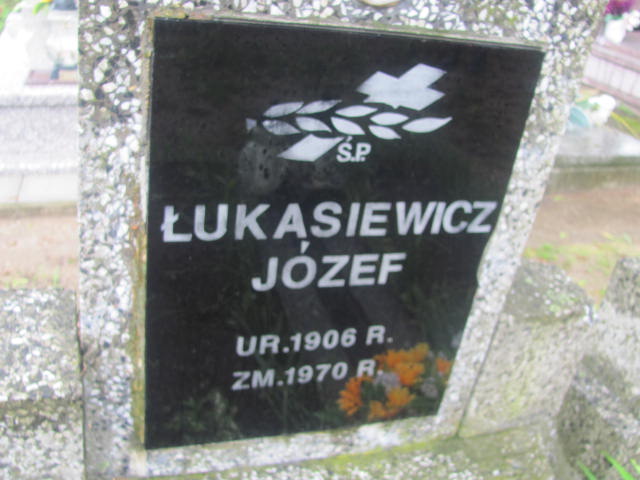 Ś.P.
ŁUKASIEWICZ
JÓZEF
UR.1906 R.
ZM.1970 R.